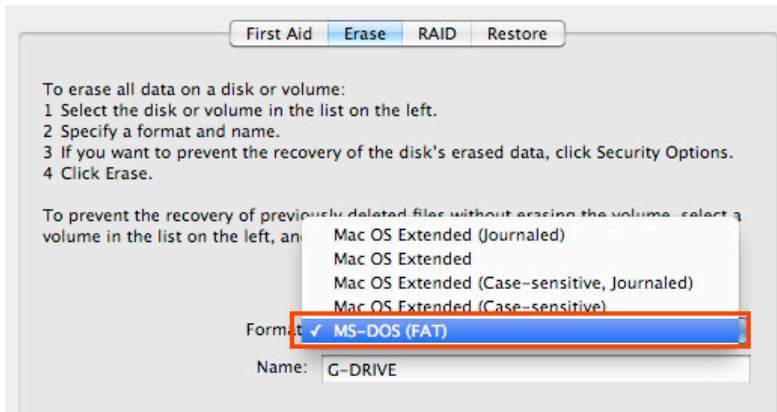 First Aid Erase RAID Restore
To erase all data on a disk or volume:
1 Select the disk or volume in the list on the left.
2 Specify a format and name.
3 If you want to prevent the recovery of the disk's erased data, click Security Options.
4 Click Erase.
To prevent the recovery of previously deleted files without erasing the volume, select a
volume in the list on the left, an
Mac OS Extended (Journaled)
Mac OS Extended
Mac OS Extended (Case-sensitive, Journaled)
Mac OS Extended (Case-sensitive)
Format ✓ MS-DOS (FAT)
Name: G-DRIVE